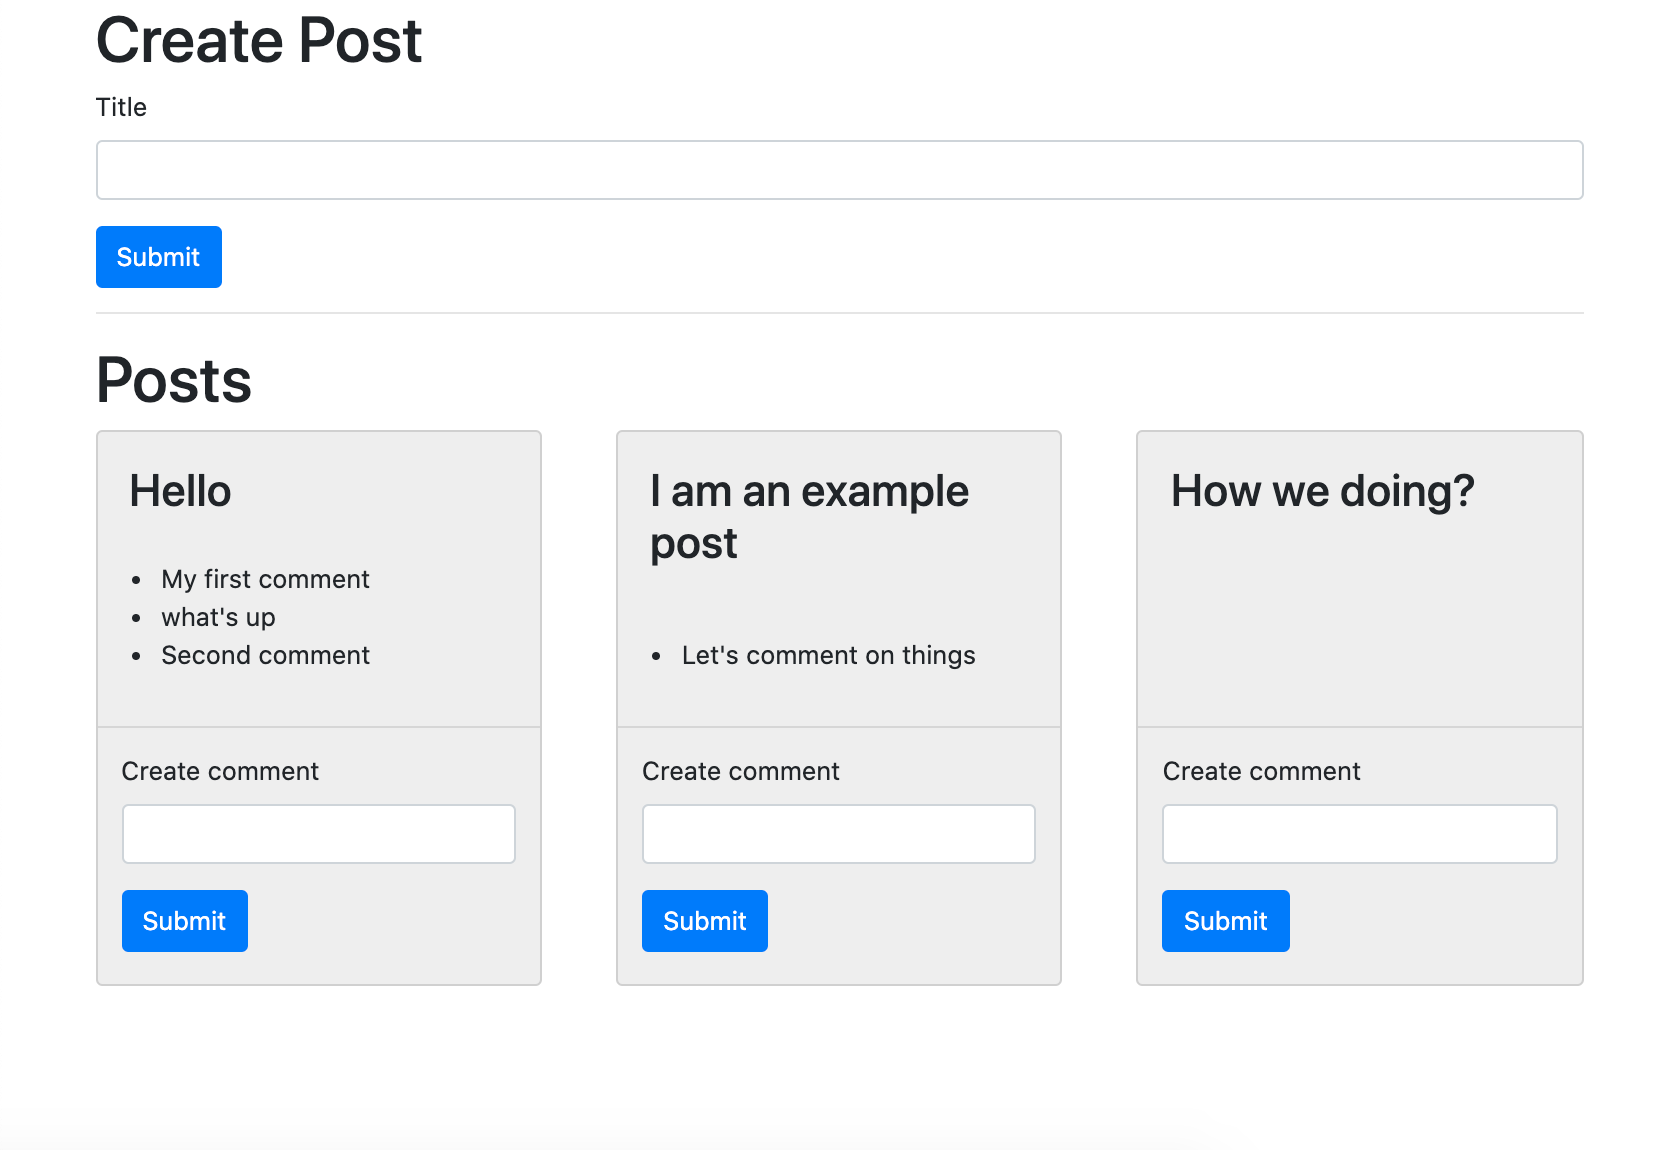 Create Post
Title
Submit
Posts
Hello
My first comment
what's up
Second comment
Create comment
Submit
I am an example
post
Let's comment on things
Create comment
Submit
How we doing?
Create comment
Submit